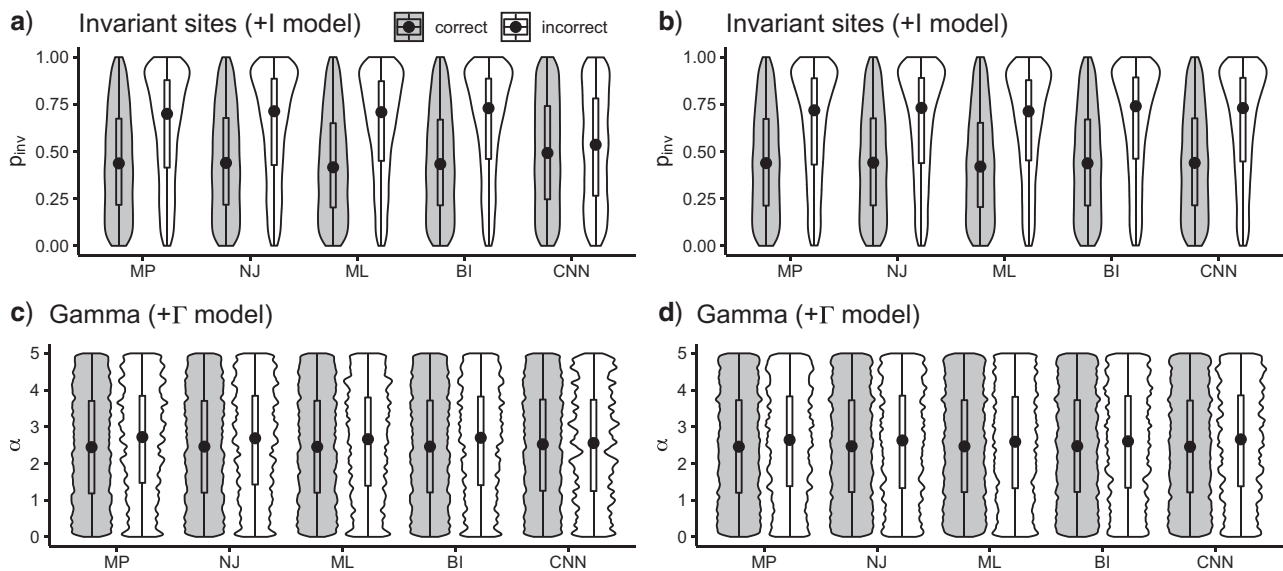 a) Invariant sites (+I model)
correct
incorrect
1.00
0.75
0.50
0.25
0.00
pinv
MP NJ ML BI CNN
b) Invariant sites (+I model)
1.00
0.75
0.50
0.25
0.00
pinv
MP NJ ML BI CNN
c) Gamma (+Γ model)
5
4
3
2
1
0
α
MP NJ ML BI CNN
d) Gamma (+Γ model)
5
4
3
2
1
0
α
MP NJ ML BI CNN